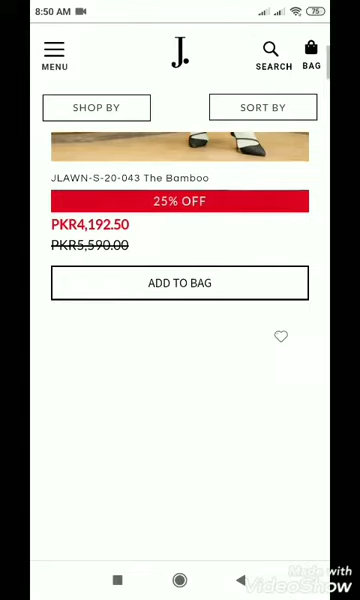 8:50 AM
75
MENU
J.
SEARCH
BAG
SHOP BY
SORT BY
JLAWN-S-20-043 The Bamboo
25% OFF
PKR4,192.50
PKR5,590.00
ADD TO BAG
Made with
VideoShow